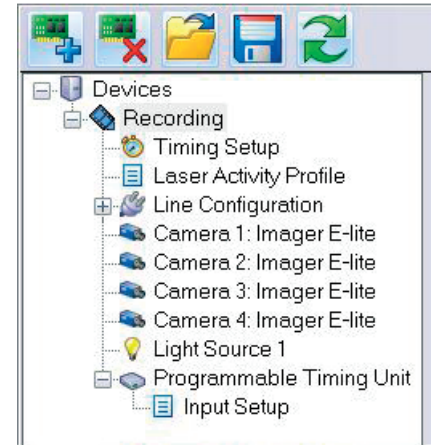 Devices
Recording
Timing Setup
Laser Activity Profile
Line Configuration
Camera 1: Imager E-lite
Camera 2: Imager E-lite
Camera 3: Imager E-lite
Camera 4: Imager E-lite
Light Source 1
Programmable Timing Unit
Input Setup